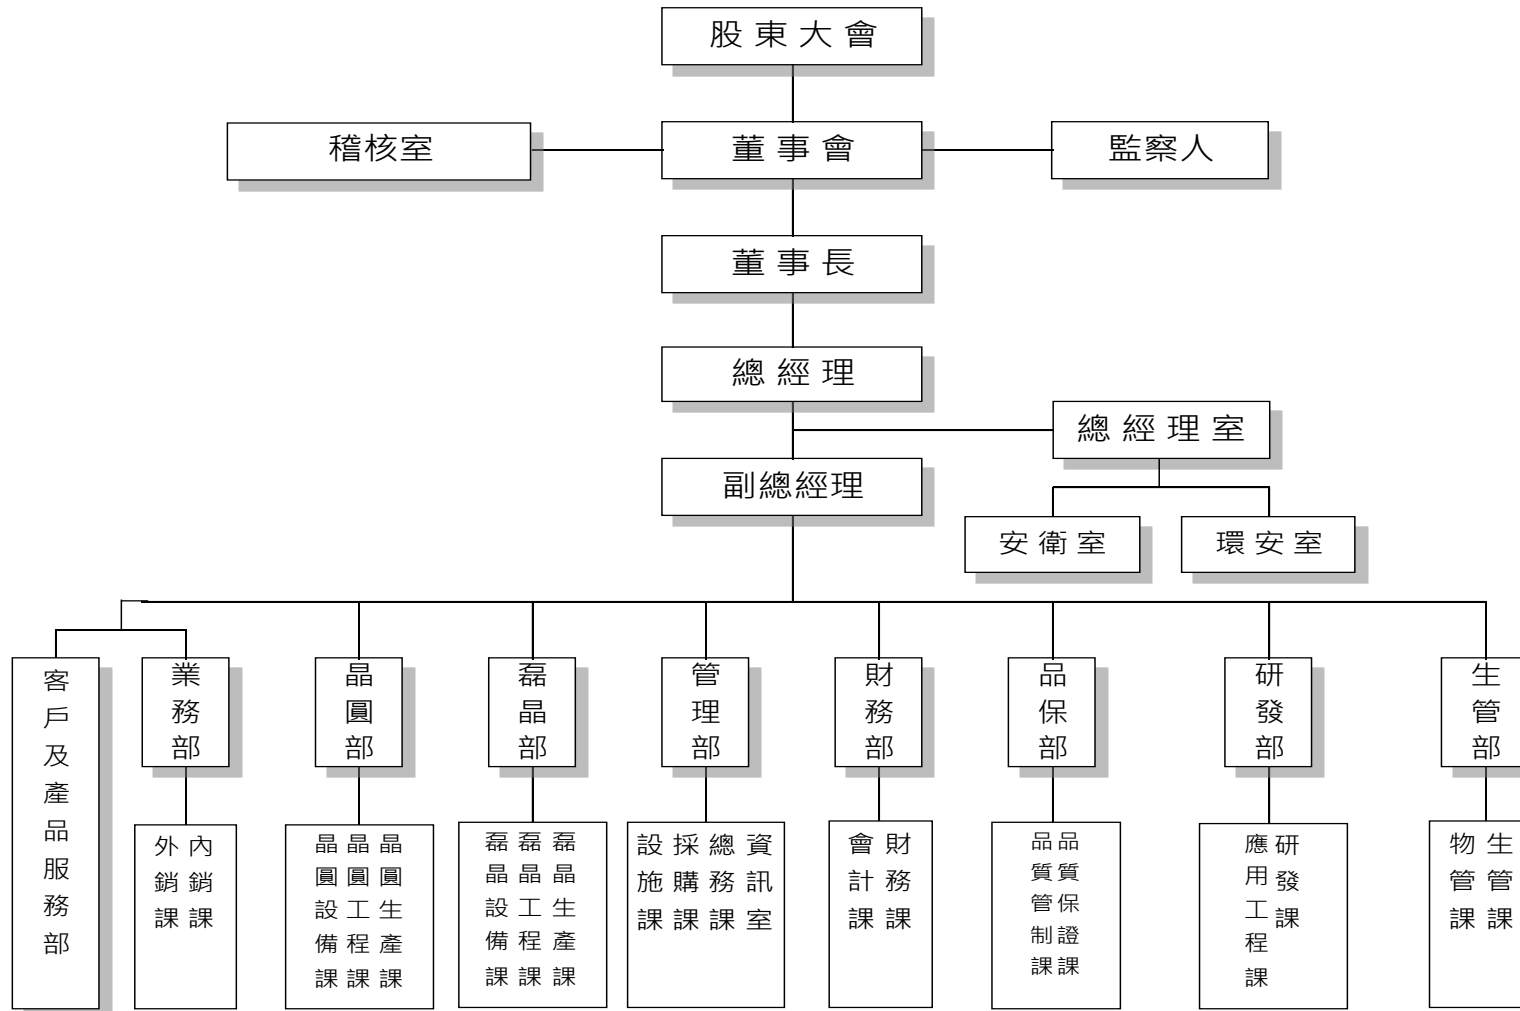 股東大會
稽核室
董事會
監察人
董事長
總經理
總經理室
副總經理
安衛室
環安室
客戶及產品服務部
業務部
晶圓部
磊晶部
管理部
財務部
品保部
研發部
生管部
內銷課
外銷課
晶圓生產課
晶圓工程課
晶圓設備課
磊晶生產課
磊晶工程課
磊晶設備課
資訊室
總務課
採購課
設施課
財務課
會計課
品質保證課
品質管制課
研發課
應用工程課
生管課
物管課